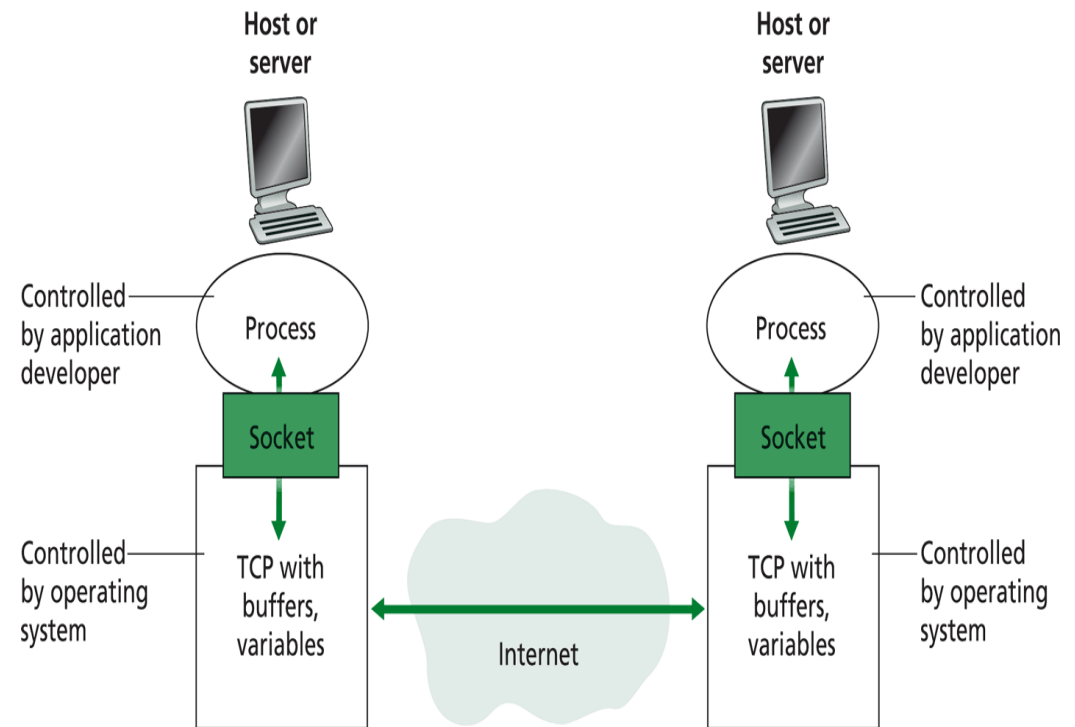 Host or
server
Host or
server
Controlled
by application
developer
Process
Process
Controlled
by application
developer
Socket
Socket
Controlled
by operating
system
TCP with
buffers,
variables
Internet
TCP with
buffers,
variables
Controlled
by operating
system